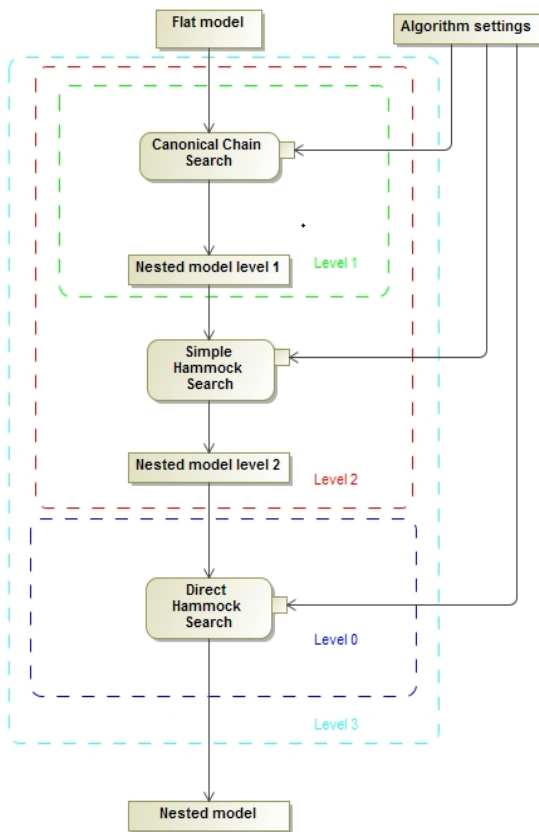 Flat model
Algorithm settings
Canonical Chain
Search
Nested model level 1
Level 1
Simple
Hammock
Search
Nested model level 2
Level 2
Direct
Hammock
Search
Level 0
Level 3
Nested model